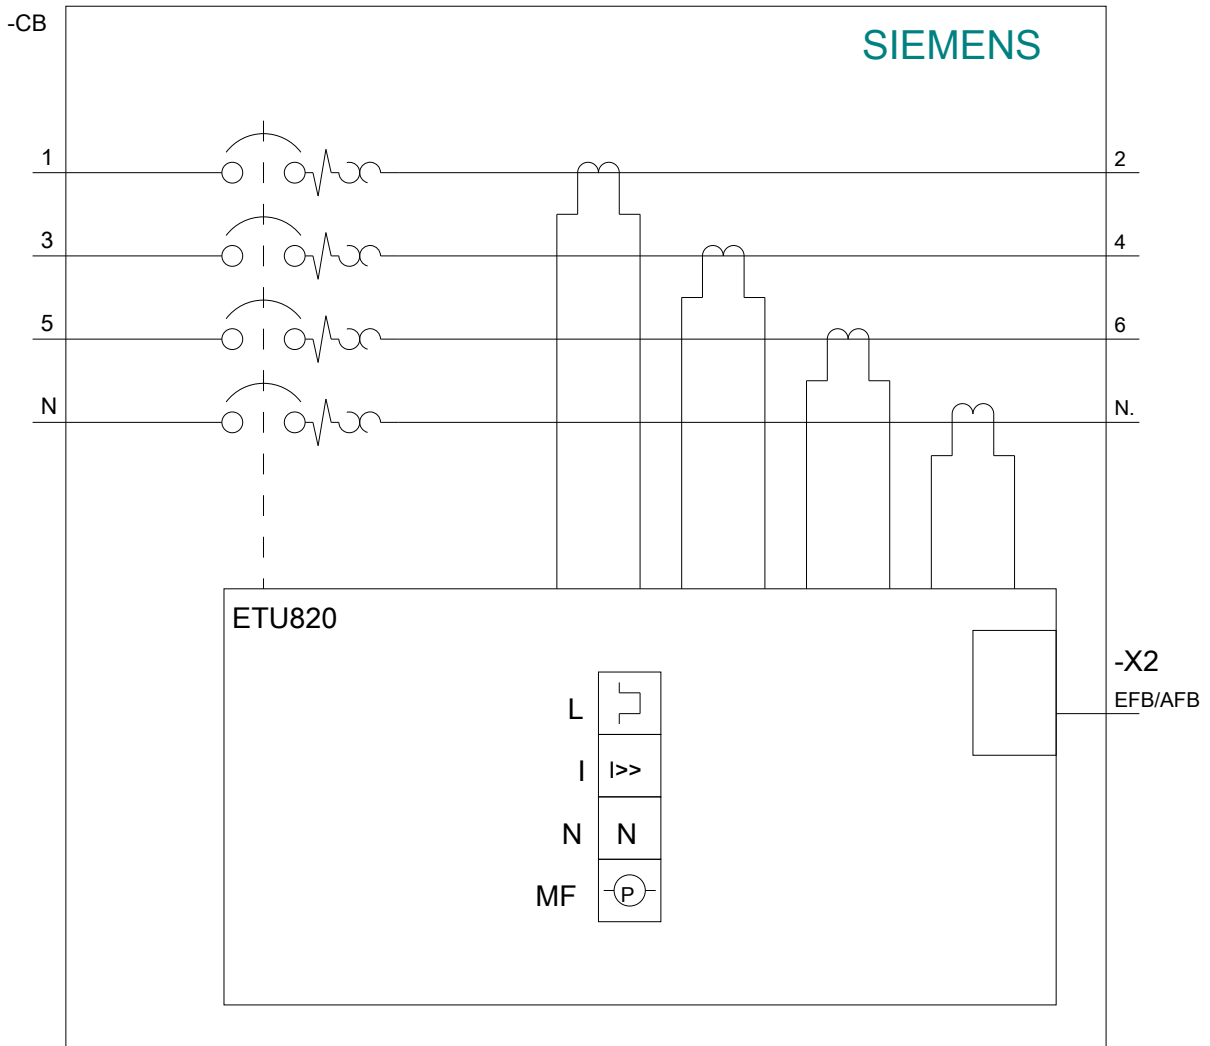 -CB
SIEMENS
1
2
3
4
5
6
N
N.
ETU820
-X2
EFB/AFB
L
I I>>
N N
MF P